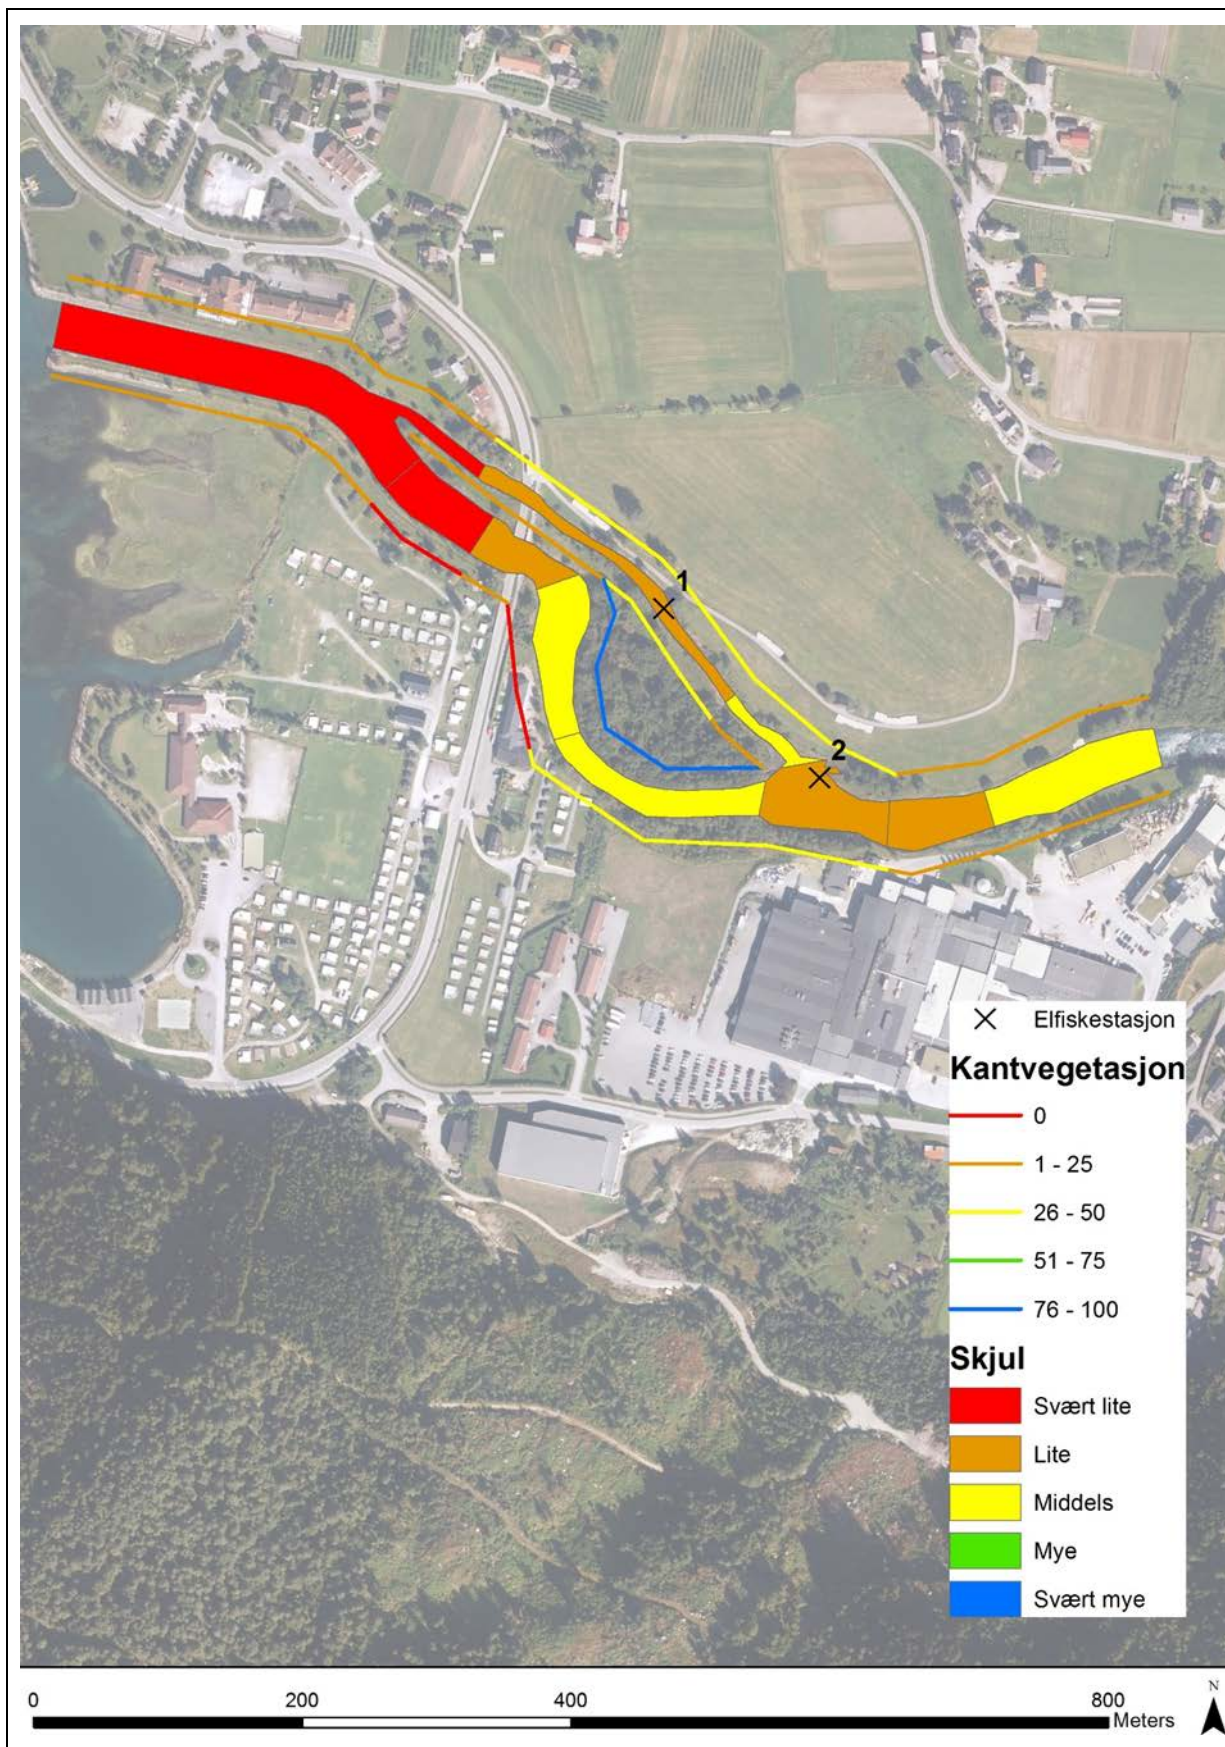 1
2
Elfiskestasjon
Kantvegetasjon
0
1 - 25
26 - 50
51 - 75
76 - 100
Skjul
Svært lite
Lite
Middels
Mye
Svært mye
0 200 400 800
Meters
N